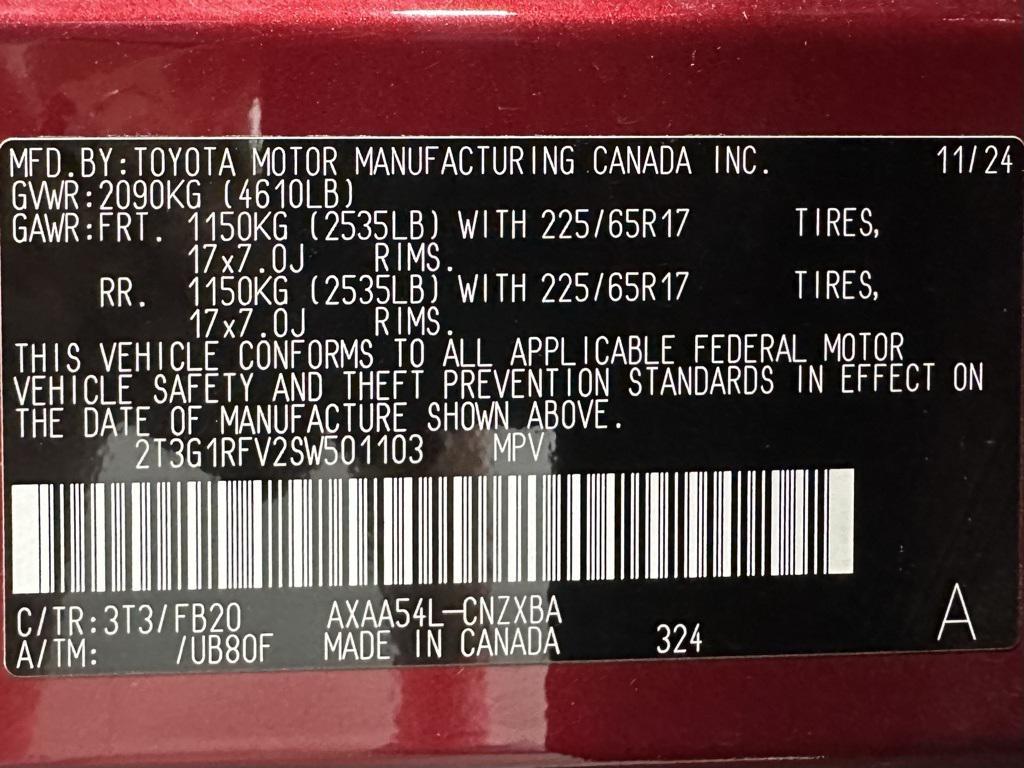 MFD.BY:TOYOTA MOTOR MANUFACTURING CANADA INC. 11/24
GVWR:2090KG (4610LB)
GAWR:FRT. 1150KG (2535LB) WITH 225/65R17 TIRES,
17x7.0J RIMS.
RR. 1150KG (2535LB) WITH 225/65R17 TIRES,
17x7.0J RIMS.
THIS VEHICLE CONFORMS TO ALL APPLICABLE FEDERAL MOTOR
VEHICLE SAFETY AND THEFT PREVENTION STANDARDS IN EFFECT ON
THE DATE OF MANUFACTURE SHOWN ABOVE.
2T3G1RFV2SW501103 MPV
C/TR:3T3/FB20 AXAA54L-CNZXBA
A/TM: /UB80F MADE IN CANADA 324 A